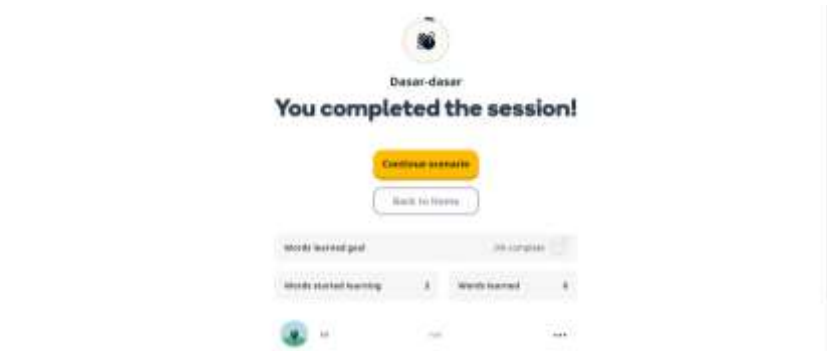 Dasar-dasar
You completed the session!
Continue scenario
Back to Home
Words learned goal
complete
Words started learning
Words learned